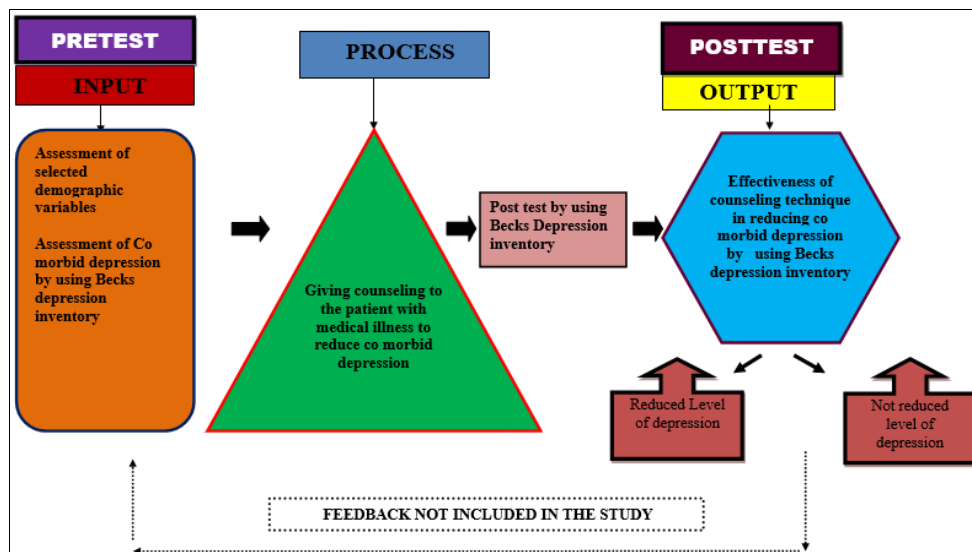 PRETEST
INPUT
Assessment of
selected
demographic
variables
Assessment of Co
morbid depression
by using Becks
depression
inventory
PROCESS
Giving counseling to
the patient with
medical illness to
reduce co morbid
depression
Post test by using
Becks Depression
inventory
POSTTEST
OUTPUT
Effectiveness of
counseling technique
in reducing co
morbid depression
by using Becks
depression inventory
Reduced Level
of depression
Not reduced
level of
depression
FEEDBACK NOT INCLUDED IN THE STUDY